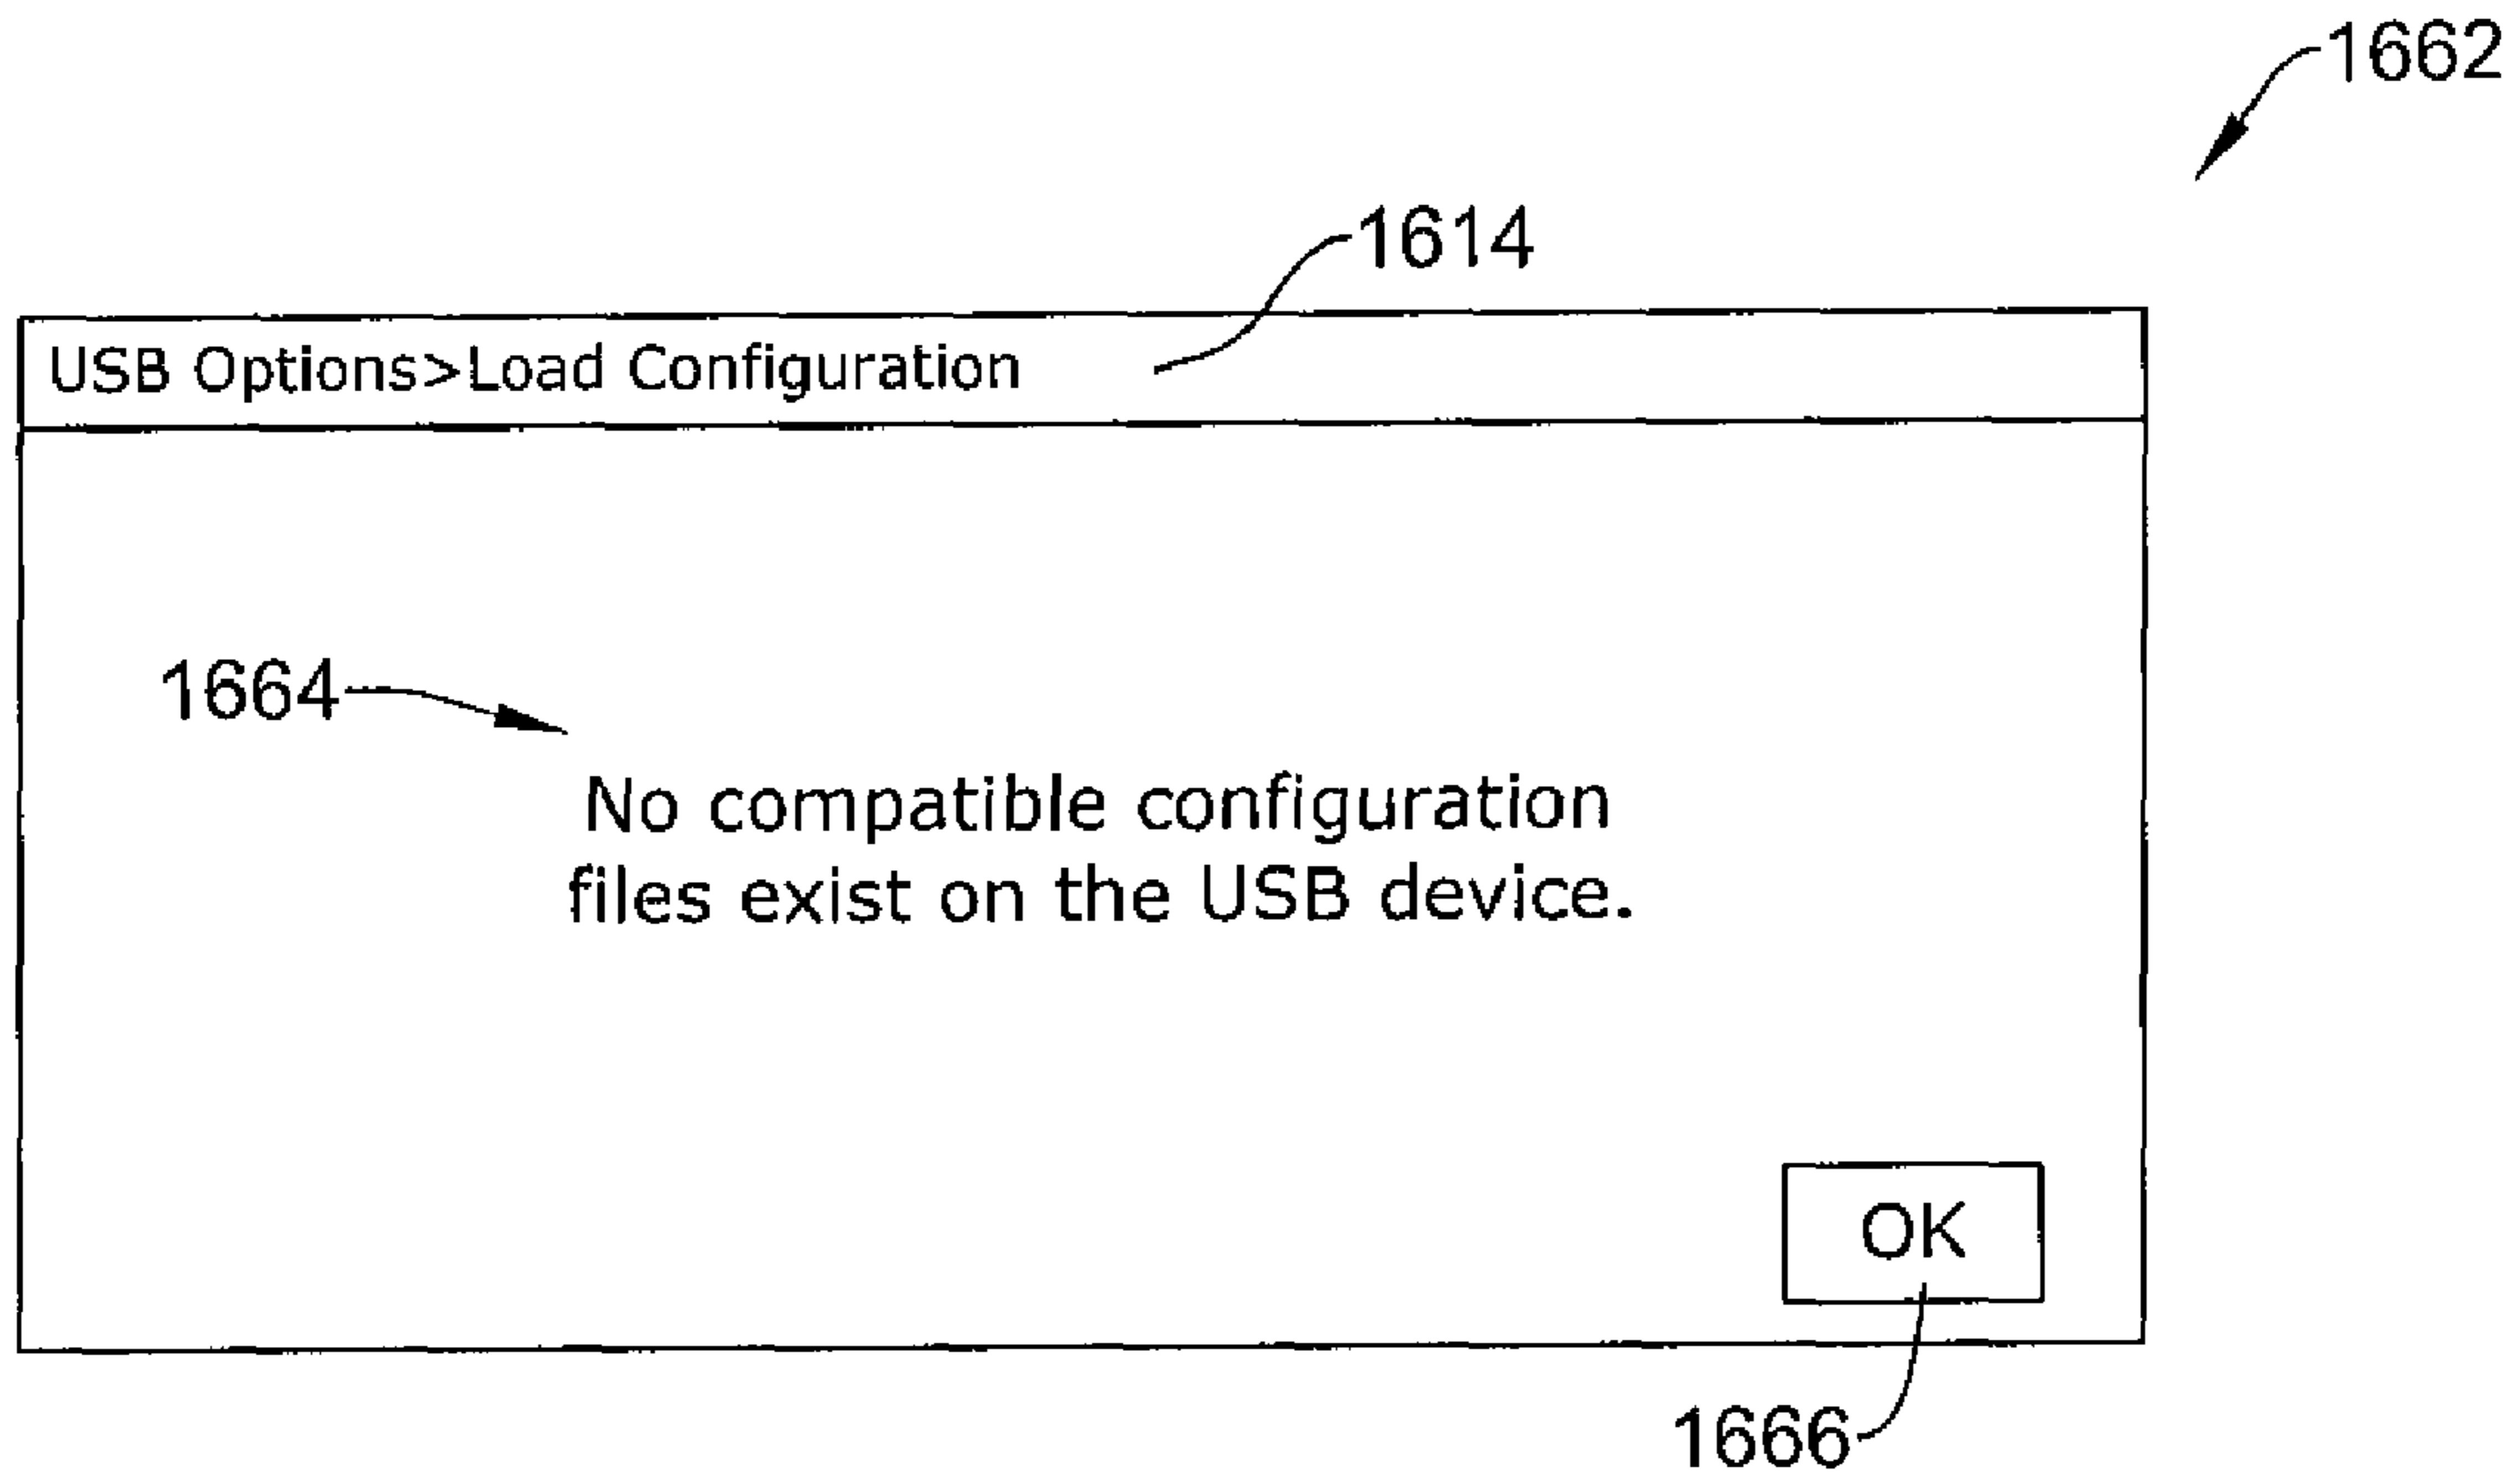 1662
1614
USB Options>Load Configuration
1664
No compatible configuration
files exist on the USB device.
OK
1666